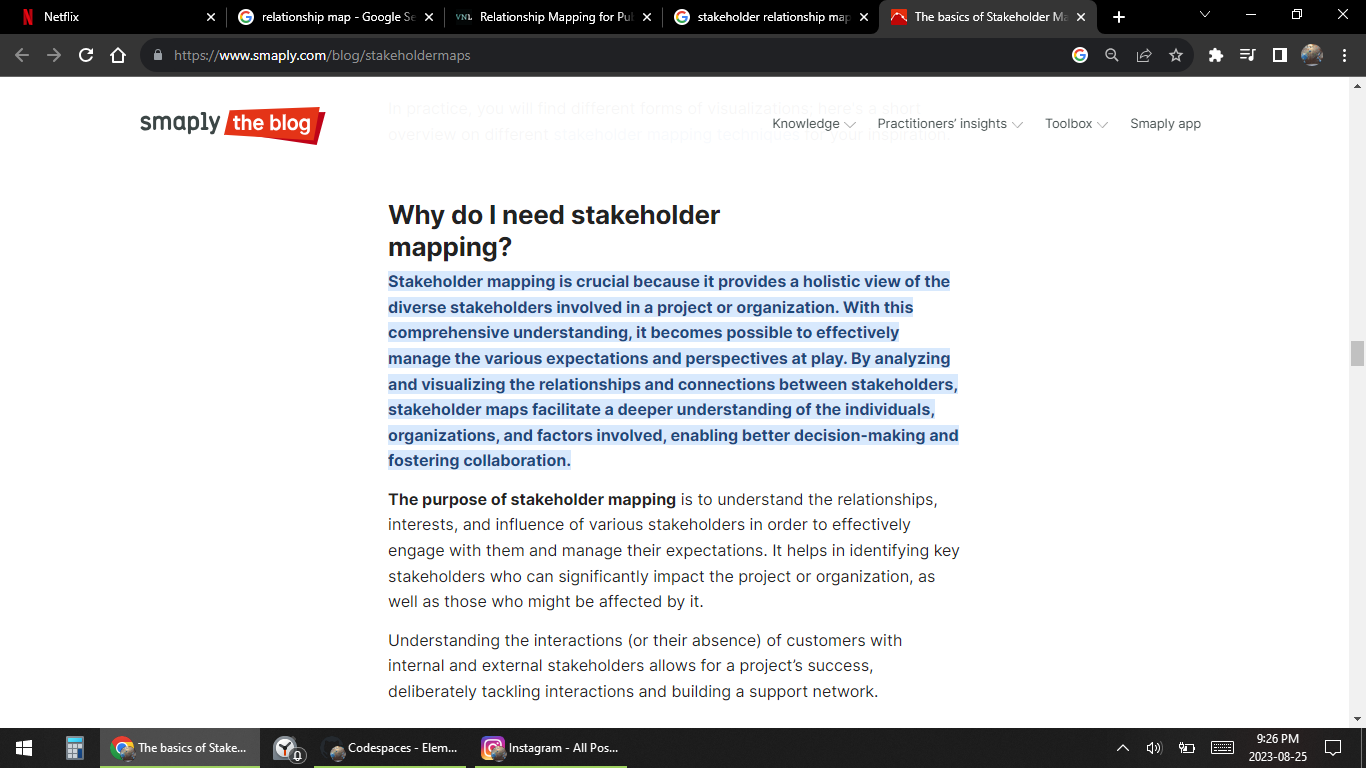 Netflix
relationship map - Google Se
VNL Relationship Mapping for Pul
stakeholder relationship map
The basics of Stakeholder Ma
https://www.smaply.com/blog/stakeholdermaps
In practice, you will find different forms of visualizations: here's a short
overview on different stakeholder mapping techniques for your inspiration.
smaply the blog
Knowledge
Practitioners' insights
Toolbox
Smaply app
Why do I need stakeholder
mapping?
Stakeholder mapping is crucial because it provides a holistic view of the
diverse stakeholders involved in a project or organization. With this
comprehensive understanding, it becomes possible to effectively
manage the various expectations and perspectives at play. By analyzing
and visualizing the relationships and connections between stakeholders,
stakeholder maps facilitate a deeper understanding of the individuals,
organizations, and factors involved, enabling better decision-making and
fostering collaboration.
The purpose of stakeholder mapping is to understand the relationships,
interests, and influence of various stakeholders in order to effectively
engage with them and manage their expectations. It helps in identifying key
stakeholders who can significantly impact the project or organization, as
well as those who might be affected by it.
Understanding the interactions (or their absence) of customers with
internal and external stakeholders allows for a project's success,
deliberately tackling interactions and building a support network.
The basics of Stake...
0
Codespaces - Elem...
Instagram - All Pos...
9:26 PM
2023-08-25